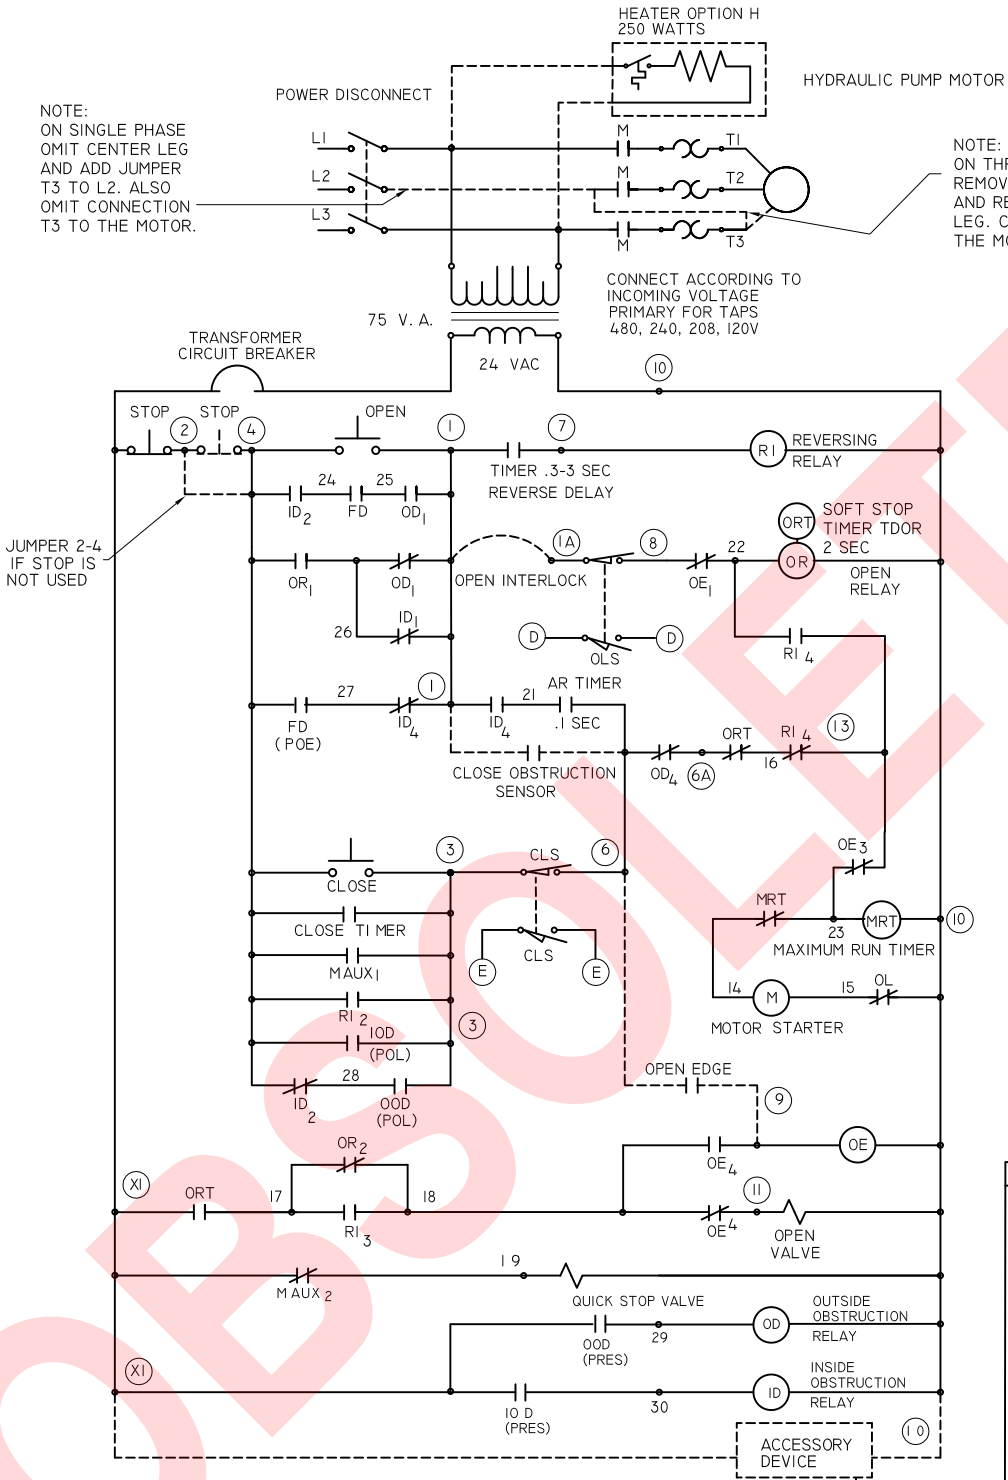 HEATER OPTION H
250 WATTS
HYDRAULIC PUMP MOTOR
POWER DISCONNECT
NOTE:
ON SINGLE PHASE
OMIT CENTER LEG
AND ADD JUMPER
T3 TO L2. ALSO
OMIT CONNECTION
T3 TO THE MOTOR.
L1
M
T1
L2
M
T2
L3
M
T3
NOTE:
ON THR
REMOV
AND RE
LEG. C
THE MO
CONNECT ACCORDING TO
INCOMING VOLTAGE
PRIMARY FOR TAPS
480, 240, 208, 120V
75 V.A.
24 VAC
TRANSFORMER
CIRCUIT BREAKER
10
STOP
2
STOP
4
OPEN
1
7
TIMER .3-3 SEC
REVERSE DELAY
R1
REVERSING
RELAY
24
25
ID2
FD
OD1
JUMPER 2-4
IF STOP IS
NOT USED
OR1
OD1
OPEN INTERLOCK
1A
8
OE1
22
ORT
SOFT STOP
TIMER TDOR
2 SEC
OR
OPEN
RELAY
26
ID1
D
OLS
D
R1 4
27
1
FD
(POE)
ID4
ID4
21
AR TIMER
.1 SEC
CLOSE OBSTRUCTION
SENSOR
OD4
6A
ORT
16
R1 4
13
CLOSE
3
CLS
6
OE3
CLOSE TIMER
E
CLS
E
MRT
23
MRT
10
MAXIMUM RUN TIMER
MAUX1
R1 2
3
14
M
15
OL
MOTOR STARTER
IOD
(POL)
28
ID2
OOD
(POL)
OPEN EDGE
9
OR2
OE4
OE
X1
ORT
17
R1 3
18
OE4
11
OPEN
VALVE
MAUX2
19
QUICK STOP VALVE
OOD
(PRES)
29
OD
OUTSIDE
OBSTRUCTION
RELAY
X1
IOD
(PRES)
30
ID
INSIDE
OBSTRUCTION
RELAY
10
ACCESSORY
DEVICE
OBSOLETE